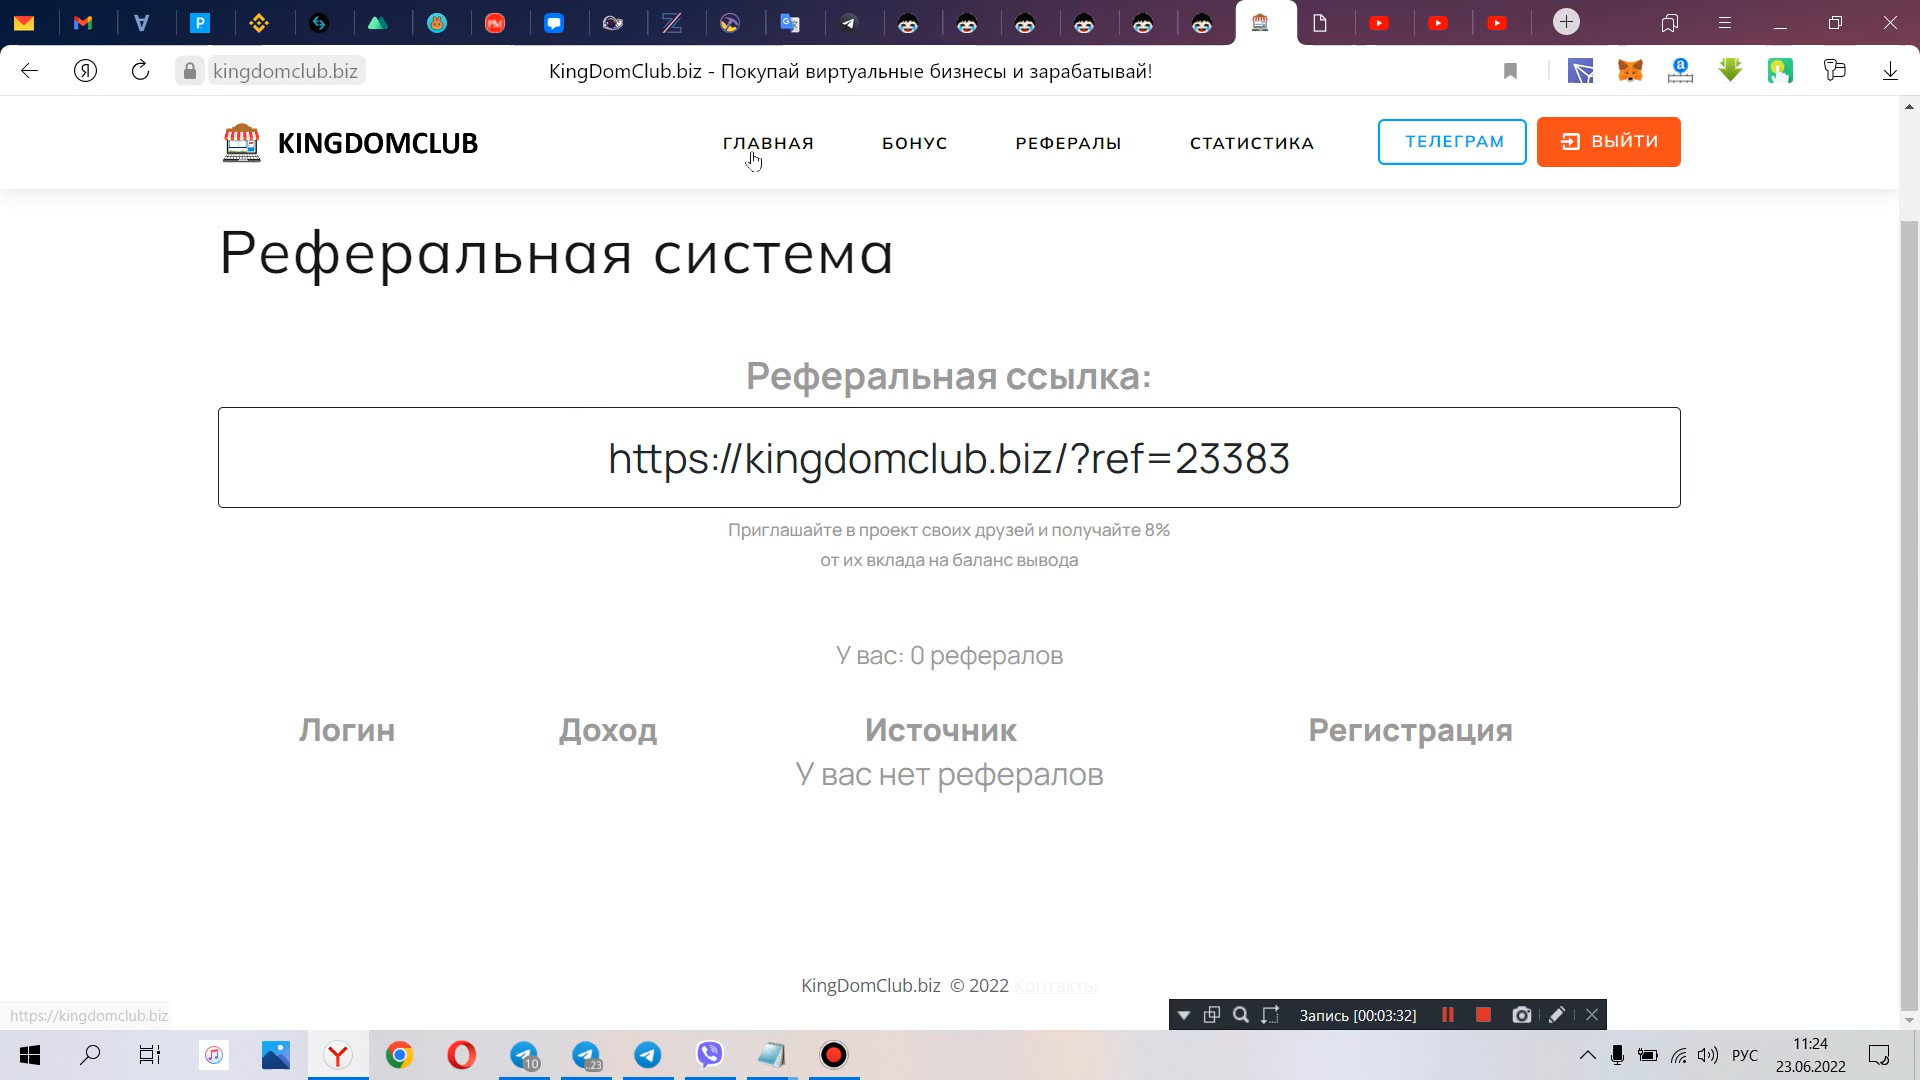 kingdomclub.biz
KingDomClub.biz - Покупай виртуальные бизнесы и зарабатывай!
KINGDOMCLUB
ГЛАВНАЯ
БОНУС
РЕФЕРАЛЫ
СТАТИСТИКА
ТЕЛЕГРАМ
ВЫЙТИ
Реферальная система
Реферальная ссылка:
https://kingdomclub.biz/?ref=23383
Приглашайте в проект своих друзей и получайте 8%
от их вклада на баланс вывода
У вас: 0 рефералов
Логин Доход Источник Регистрация
У вас нет рефералов
KingDomClub.biz © 2022 Контакты
https://kingdomclub.biz
Запись [00:03:32]
10
23
РУС
11:24
23.06.2022